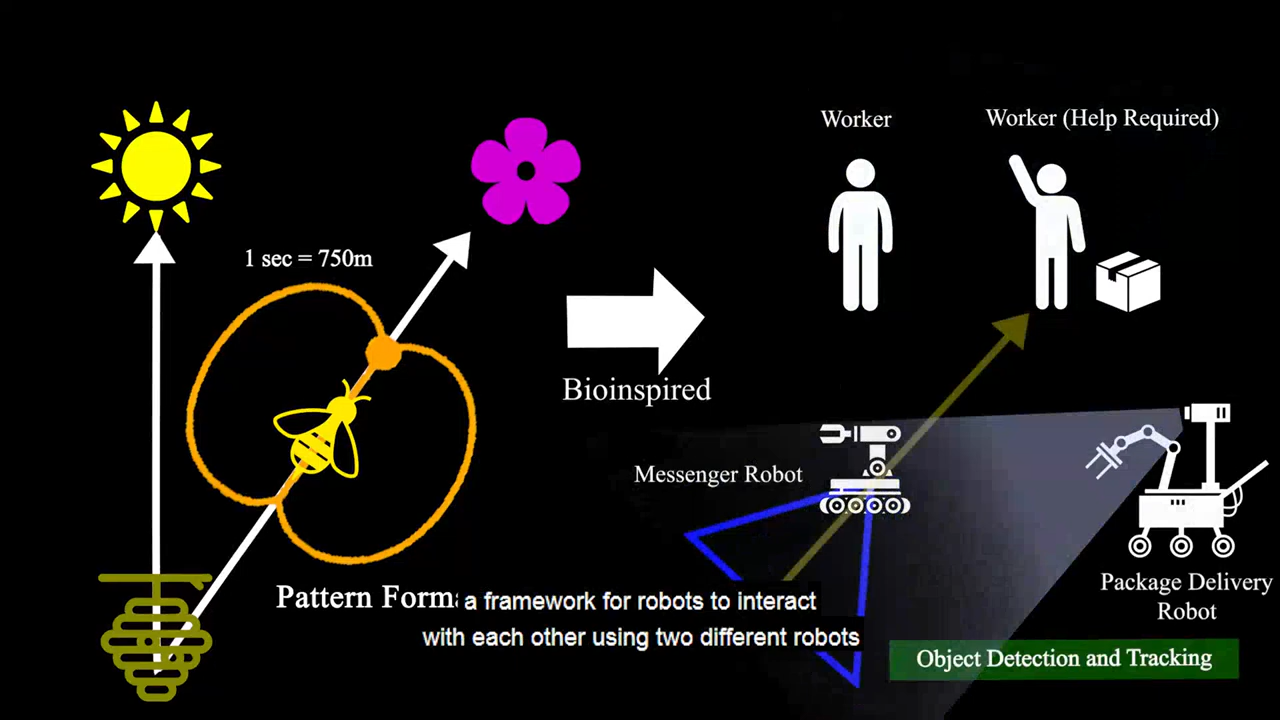 Worker
Worker (Help Required)
1 sec = 750m
Bioinspired
Messenger Robot
Package Delivery
Robot
Pattern Form
a framework for robots to interact
with each other using two different robots
Object Detection and Tracking